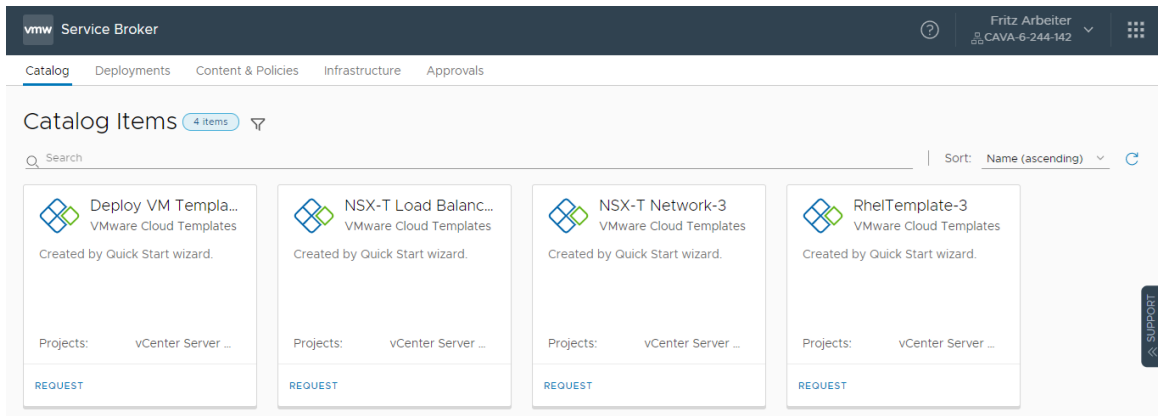 vmw Service Broker
Fritz Arbeiter
CAVA-6-244-142
Catalog Deployments Content & Policies Infrastructure Approvals
Catalog Items 4 items
Search
Sort: Name (ascending)
Deploy VM Templa...
VMware Cloud Templates
Created by Quick Start wizard.
Projects: vCenter Server ...
REQUEST
NSX-T Load Balanc...
VMware Cloud Templates
Created by Quick Start wizard.
Projects: vCenter Server ...
REQUEST
NSX-T Network-3
VMware Cloud Templates
Created by Quick Start wizard.
Projects: vCenter Server ...
REQUEST
RhelTemplate-3
VMware Cloud Templates
Created by Quick Start wizard.
Projects: vCenter Server ...
REQUEST
SUPPORT